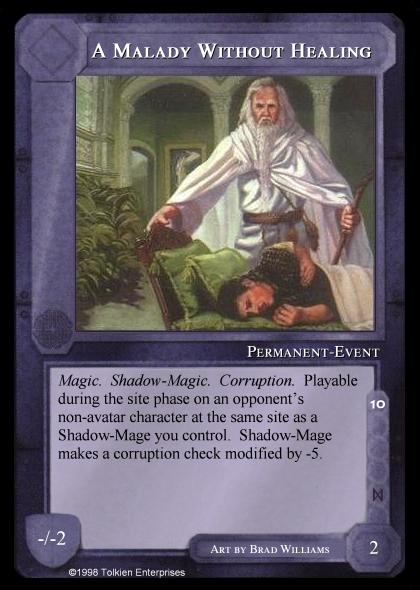 A Malady Without Healing
Permanent-Event
Magic. Shadow-Magic. Corruption. Playable
during the site phase on an opponent's
non-avatar character at the same site as a
Shadow-Mage you control. Shadow-Mage
makes a corruption check modified by -5.
10
-/-2
Art by Brad Williams
2
©1998 Tolkien Enterprises